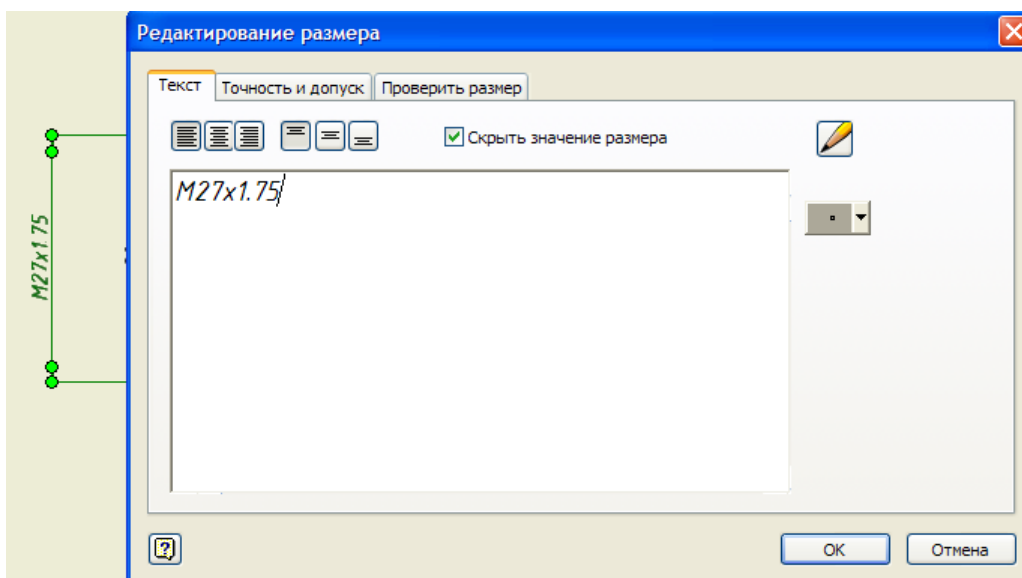 Редактирование размера
Текст Точность и допуск Проверить размер
Скрыть значение размера
M27x1.75
M27x1.75
OK Отмена